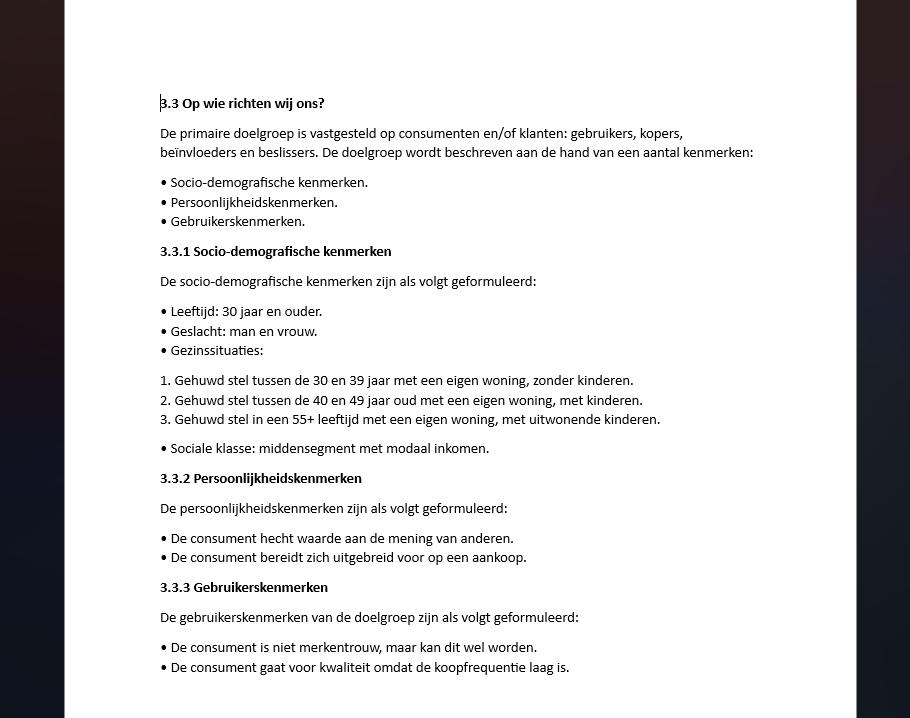 3.3 Op wie richten wij ons?
De primaire doelgroep is vastgesteld op consumenten en/of klanten: gebruikers, kopers,
beïnvloeders en beslissers. De doelgroep wordt beschreven aan de hand van een aantal kenmerken:
• Socio-demografische kenmerken.
• Persoonlijkheidskenmerken.
• Gebruikerskenmerken.
3.3.1 Socio-demografische kenmerken
De socio-demografische kenmerken zijn als volgt geformuleerd:
• Leeftijd: 30 jaar en ouder.
• Geslacht: man en vrouw.
• Gezinssituaties:
1. Gehuwd stel tussen de 30 en 39 jaar met een eigen woning, zonder kinderen.
2. Gehuwd stel tussen de 40 en 49 jaar oud met een eigen woning, met kinderen.
3. Gehuwd stel in een 55+ leeftijd met een eigen woning, met uitwonende kinderen.
• Sociale klasse: middensegment met modaal inkomen.
3.3.2 Persoonlijkheidskenmerken
De persoonlijkheidskenmerken zijn als volgt geformuleerd:
• De consument hecht waarde aan de mening van anderen.
• De consument bereidt zich uitgebreid voor op een aankoop.
3.3.3 Gebruikerskenmerken
De gebruikerskenmerken van de doelgroep zijn als volgt geformuleerd:
• De consument is niet merkentrouw, maar kan dit wel worden.
• De consument gaat voor kwaliteit omdat de koopfrequentie laag is.